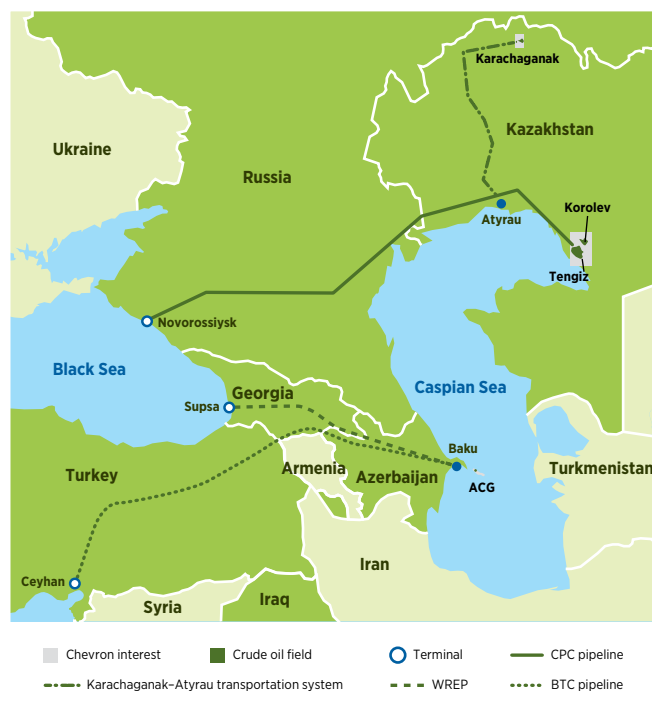 Karachaganak
Kazakhstan
Ukraine
Russia
Korolev
Atyrau
Tengiz
Novorossiysk
Black Sea
Caspian Sea
Georgia
Supsa
Baku
Turkey
Armenia
Azerbaijan
Turkmenistan
ACG
Iran
Ceyhan
Iraq
Syria
Chevron interest
Crude oil field
Terminal
CPC pipeline
Karachaganak–Atyrau transportation system
WREP
BTC pipeline